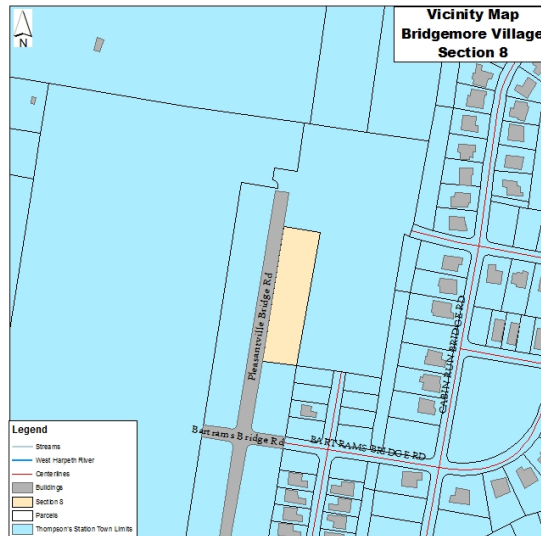 Vicinity Map
Bridgemore Village
Section 8
N
Pleasantville Bridge Rd
CABIN RUN BRIDGE RD
Bartrams Bridge Rd
BARTRAMS BRIDGE RD
Legend
Streams
West Harpeth River
Centerlines
Buildings
Section 8
Parcels
Thompson's Station Town Limits